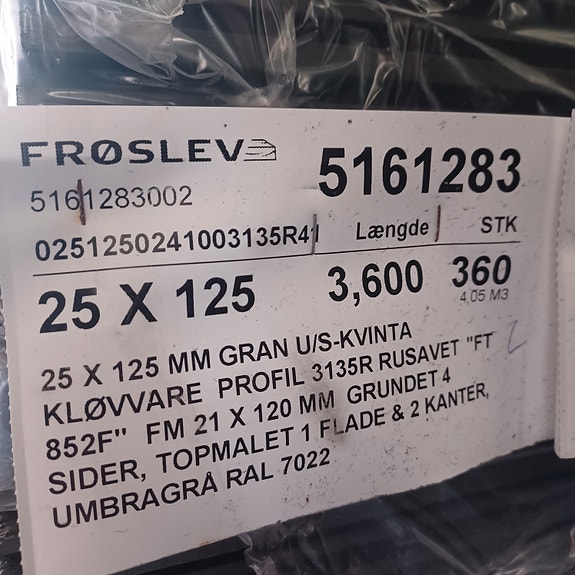 FRØSLEV
5161283
5161283002
0251250241003135R41 Længde STK
25 X 125 3,600 360
4,05 M3
25 X 125 MM GRAN U/S-KVINTA
KLØVVARE PROFIL 3135R RUSAVET "FT
852F" FM 21 X 120 MM GRUNDET 4
SIDER, TOPMALET 1 FLADE & 2 KANTER,
UMBRAGRÅ RAL 7022